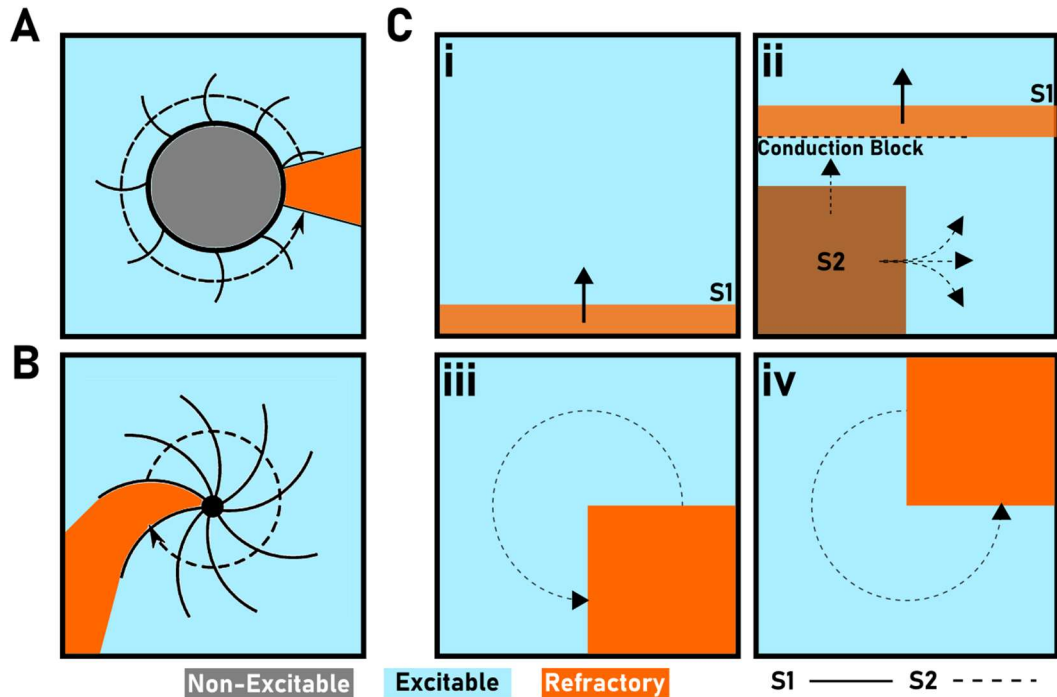 A
B
C
i
S1
ii
S1
Conduction Block
S2
iii
iv
Non-Excitable Excitable Refractory S1 S2